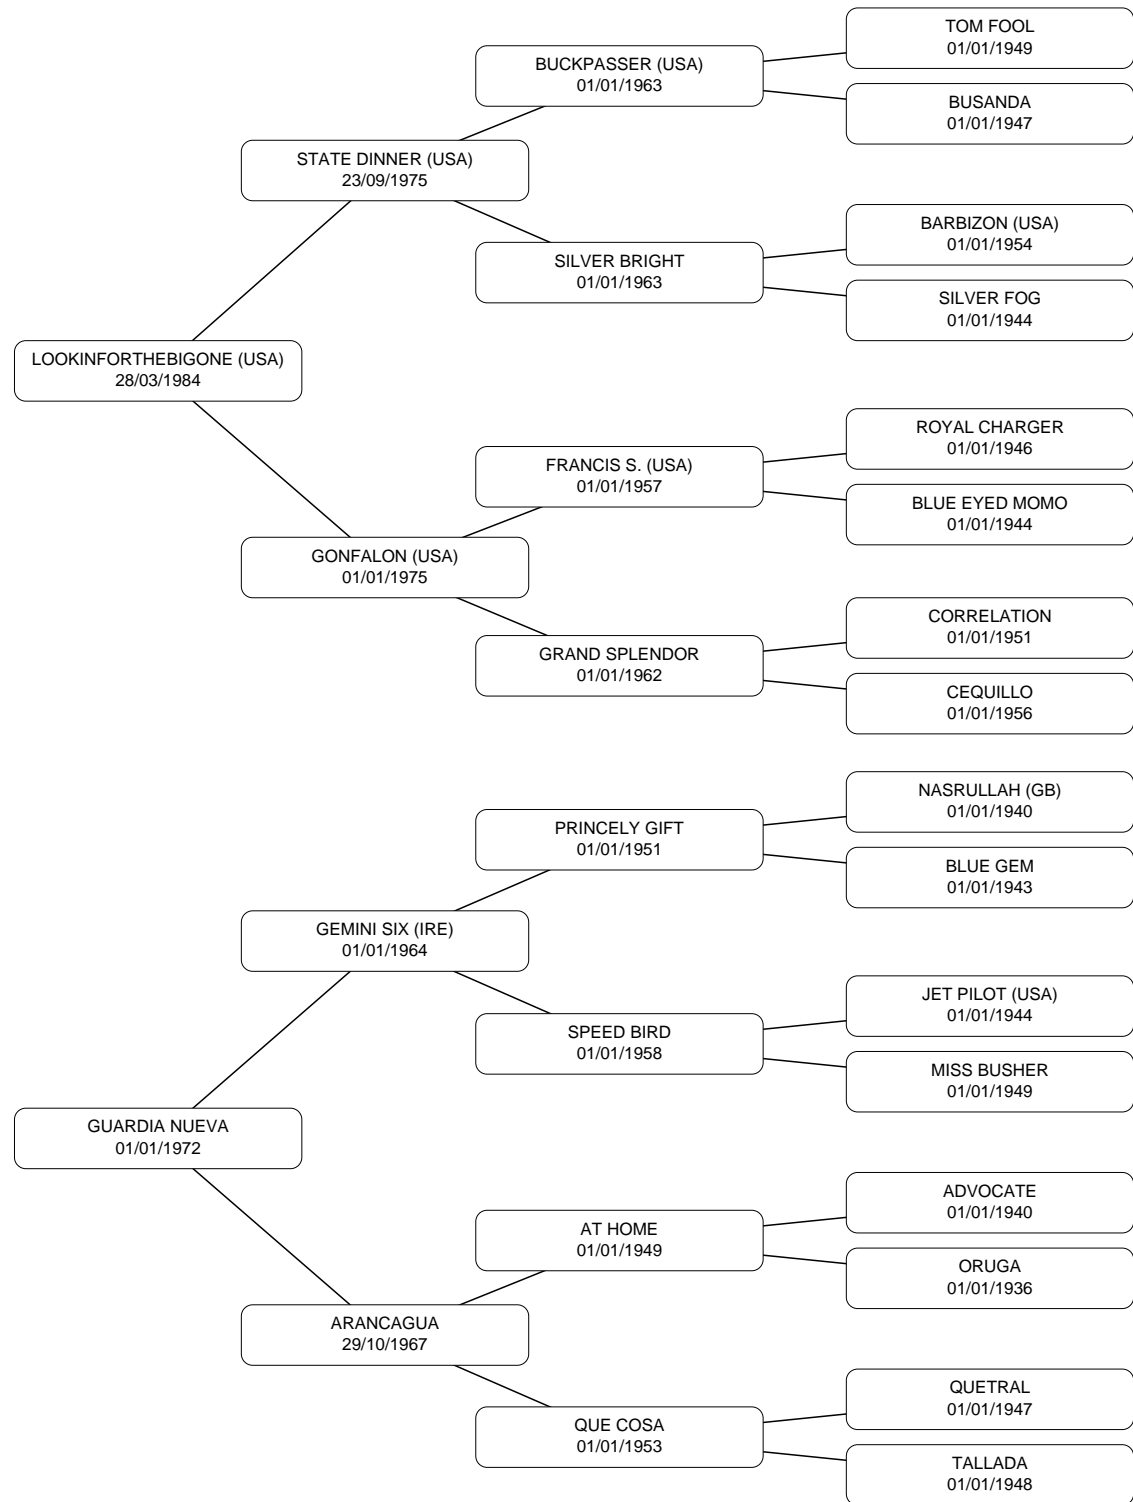 TOM FOOL
01/01/1949
BUCKPASSER (USA)
01/01/1963
BUSANDA
01/01/1947
STATE DINNER (USA)
23/09/1975
BARBIZON (USA)
01/01/1954
SILVER BRIGHT
01/01/1963
SILVER FOG
01/01/1944
LOOKINFORTHEBIGONE (USA)
28/03/1984
ROYAL CHARGER
01/01/1946
FRANCIS S. (USA)
01/01/1957
BLUE EYED MOMO
01/01/1944
GONFALON (USA)
01/01/1975
CORRELATION
01/01/1951
GRAND SPLENDOR
01/01/1962
CEQUILLO
01/01/1956
NASRULLAH (GB)
01/01/1940
PRINCELY GIFT
01/01/1951
BLUE GEM
01/01/1943
GEMINI SIX (IRE)
01/01/1964
JET PILOT (USA)
01/01/1944
SPEED BIRD
01/01/1958
MISS BUSHER
01/01/1949
GUARDIA NUEVA
01/01/1972
ADVOCATE
01/01/1940
AT HOME
01/01/1949
ORUGA
01/01/1936
ARANCAGUA
29/10/1967
QUETRAL
01/01/1947
QUE COSA
01/01/1953
TALLADA
01/01/1948